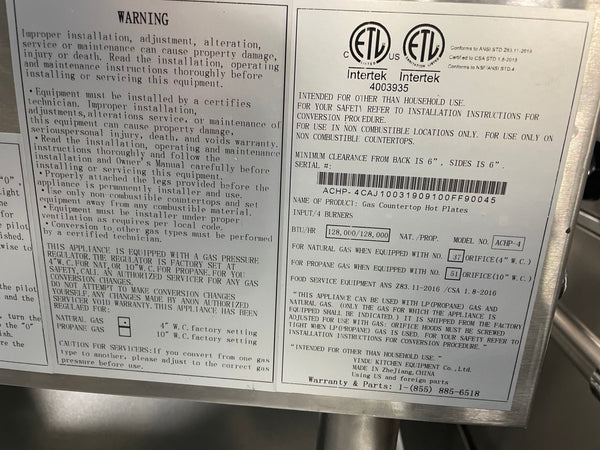 WARNING
Improper installation, adjustment, alteration,
service or maintenance can cause property damage,
injury or death. Read the installation, operating
and maintenance instructions thoroughly before
installing or servicing this equipment.
• Equipment must be installed by a certifies
technician. Improper installation,
adjustments, alterations, service, or maintenance of
this equipment can cause property damage,
seriouspersonal injury, death, and voids warranty.
• Read the installation, operating and maintenance
instructions thoroughly and follow the
installation and Owner's Manual carefully before
installing or servicing this equipment.
• Properly attached the legs provided before the
appliance is permanently installer and use.
• Use only non-combustible countertops and set
equipment away from any combustible material.
• Equipment must be installed under proper
ventilation as requires per local code.
• Conversion to other gas types must be performed
by a certified technician.
THIS APPLIANCE IS EQUIPPED WITH A GAS PRESSURE
REGULATOR. THE REGULATOR IS FACTORY SET AT
4"W.C. FOR NAT, OR 10"W.C. FOR PROPANE. FOR YOU
SAFETY, CALL AN AUTHORIZED SERVICER FOR ANY GAS
CONVERSION CHANGES.
DO NOT ATTEMPT TO MAKE CONVERSION CHANGES
YOURSELF. ANY CHANGES MADE BY ANON AUTHORIZED
SERVICER VOID WARRANTY. THIS APPLIANCE HAS BEEN
REGULAED FOR:
NATURAL GAS 4" W.C. factory setting
PROPANE GAS 10" W.C. factory setting
CAUTION FOR SERVICERS: If you convert from one gas
type to another, please adjust to the correct gas
pressure before use.
C ETL US ETL
Intertek Intertek
4003935
Conforms to ANSI STD Z83.11-2016
Certified to CSA STD 1.8-2016
Conforms to NSF/ANSI STD.4
INTENDED FOR OTHER THAN HOUSEHOLD USE.
FOR YOUR SAFETY REFER TO INSTALLATION INSTRUCTIONS FOR
CONVERSION PROCEDURE.
FOR USE IN NON COMBUSTIBLE LOCATIONS ONLY. FOR USE ONLY ON
NON COMBUSTIBLE COUNTERTOPS.
MINIMUM CLEARANCE FROM BACK IS 6", SIDES IS 6".
SERIAL #:
ACHP- 4CAJ10031909100FF90045
NAME OF PRODUCT: Gas Countertop Hot Plates
INPUT/4 BURNERS
BTU/HR 128,000/128,000 NAT./PROP. MODEL NO. ACHP-4
FOR NATURAL GAS WHEN EQUIPPED WITH NO. 37 ORIFICE(4" W.C.)
FOR PROPANE GAS WHEN EQUIPPED NO. 51 ORIFICE(10" W.C.)
FOOD SERVICE EQUIPMENT ANS Z83.11-2016 /CSA 1.8-2016
"THIS APPLIANCE CAN BE USED WITH LP(PROPANE) GAS AND
NATURAL GAS. (ONLY THE GAS FOR WHICH THE APPLIANCE IS
EQUIPPED SHALL BE INDICATED.) IT IS SHIPPED FROM THE FACTORY
ADJUSTED FOR USE WITH GAS: ORIFICE HOODS MUST BE SCREWED
TIGHT WHEN LP(PROPANE) GAS IS USED. FOR YOUR SAFETY REFER TO
INSTALLATION INSTRUCTIONS FOR CONVERSION PROCEDURE."
"INTENDED FOR OTHER THAN HOUSEHOLD USE."
YINDU KITCHEN EQUIPMENT Co., Ltd.
MADE IN ZheJiang, CHINA
Using US and foreign parts
Warranty & Parts: 1-(855) 885-6518